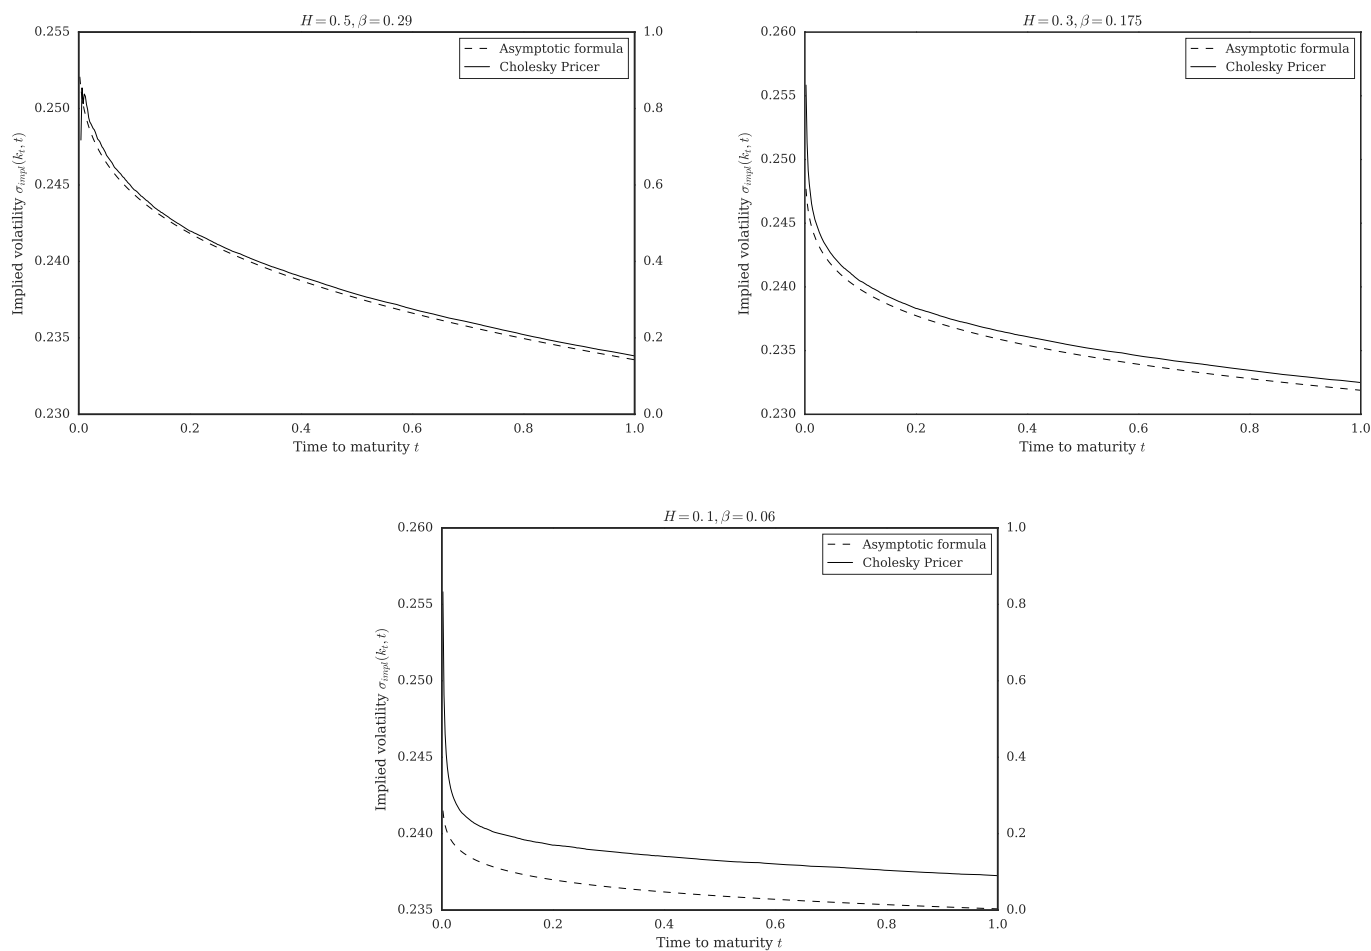 H = 0.5, β = 0.29
0.255
0.250
0.245
0.240
0.235
0.230
1.0
0.8
0.6
0.4
0.2
0.0
Asymptotic formula
Cholesky Pricer
Implied volatility σ_impl(k_t, t)
0.0 0.2 0.4 0.6 0.8 1.0
Time to maturity t
H = 0.3, β = 0.175
0.260
0.255
0.250
0.245
0.240
0.235
0.230
Asymptotic formula
Cholesky Pricer
Implied volatility σ_impl(k_t, t)
0.0 0.2 0.4 0.6 0.8 1.0
Time to maturity t
H = 0.1, β = 0.06
0.260
0.255
0.250
0.245
0.240
0.235
1.0
0.8
0.6
0.4
0.2
0.0
Asymptotic formula
Cholesky Pricer
Implied volatility σ_impl(k_t, t)
0.0 0.2 0.4 0.6 0.8 1.0
Time to maturity t